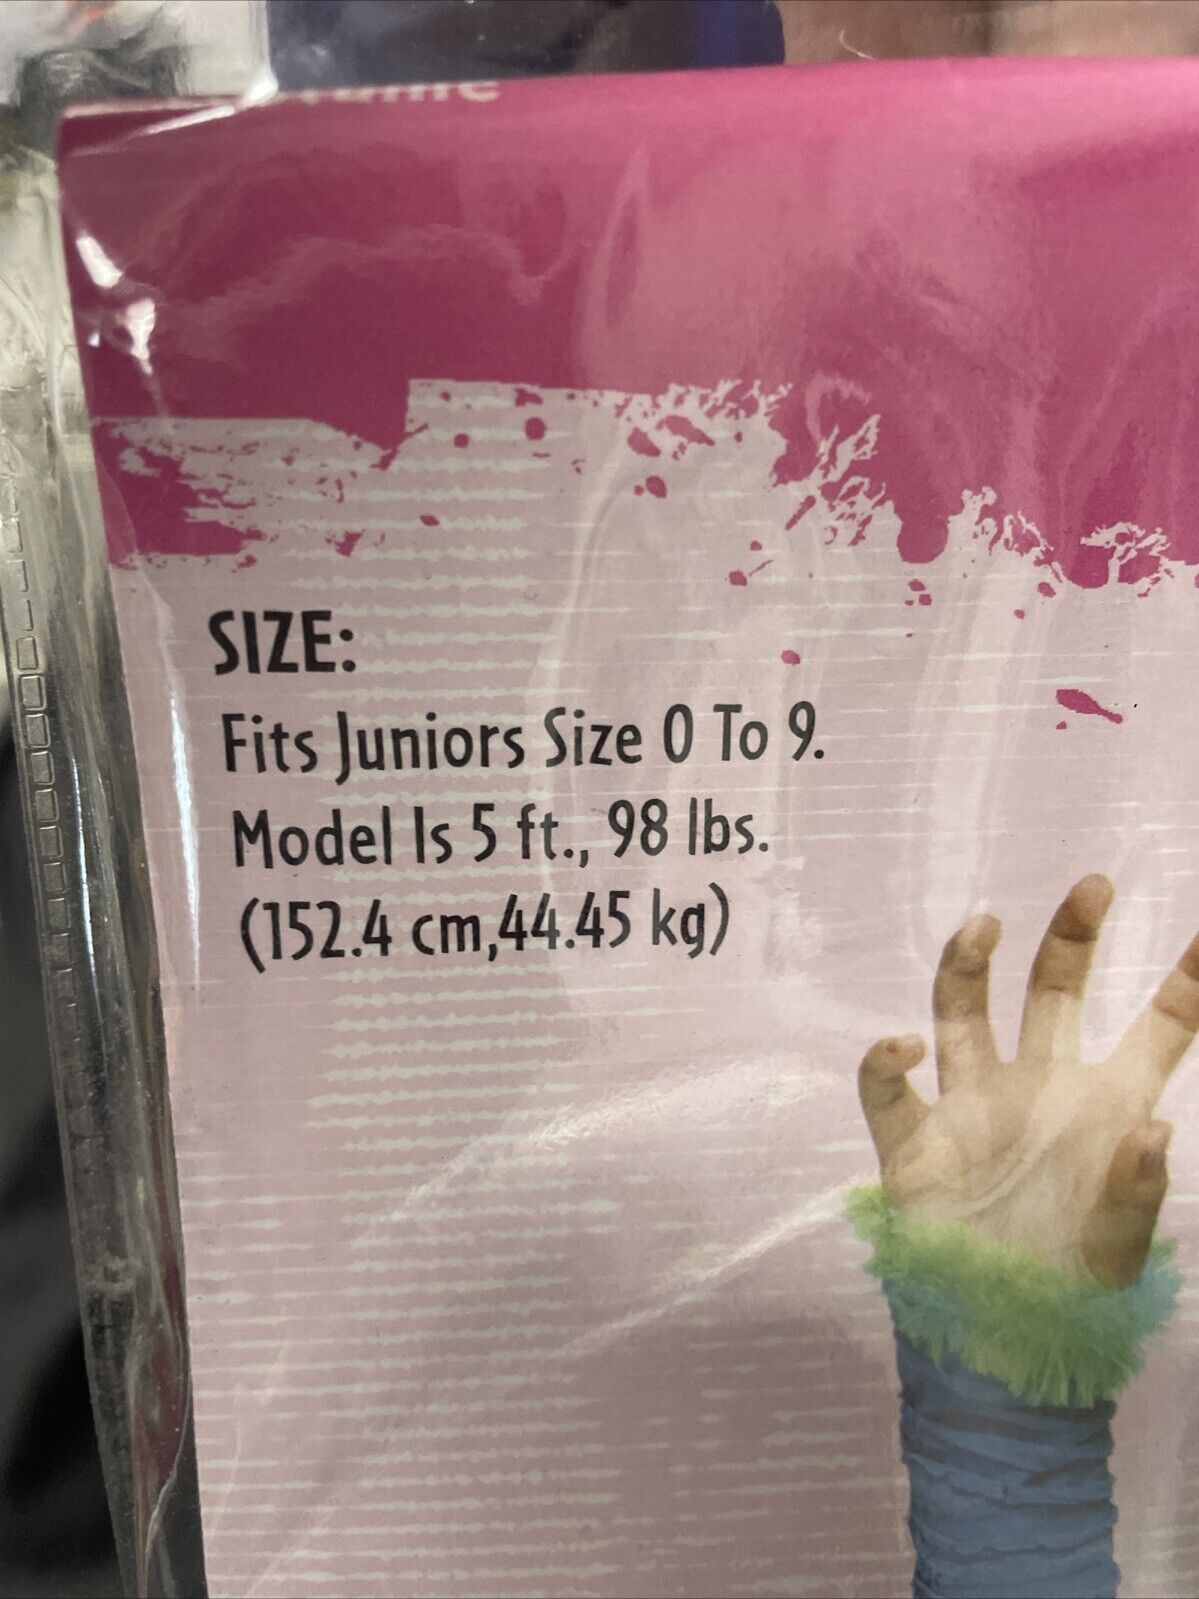 SIZE:
Fits Juniors Size 0 To 9.
Model Is 5 ft., 98 lbs.
(152.4 cm,44.45 kg)